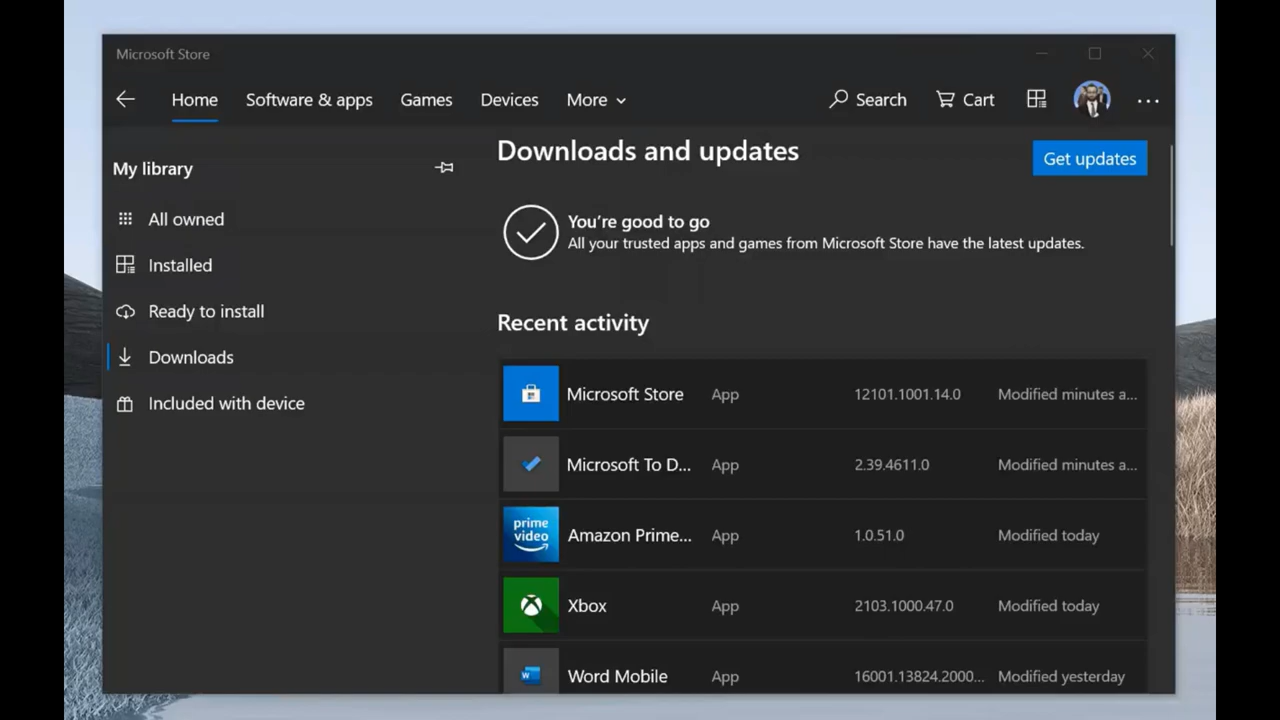 Microsoft Store
Home Software & apps Games Devices More Search Cart
My library
All owned
Installed
Ready to install
Downloads
Included with device
Downloads and updates
Get updates
You're good to go
All your trusted apps and games from Microsoft Store have the latest updates.
Recent activity
Microsoft Store App 12101.1001.14.0 Modified minutes a...
Microsoft To D... App 2.39.4611.0 Modified minutes a...
prime
video
Amazon Prime... App 1.0.51.0 Modified today
Xbox App 2103.1000.47.0 Modified today
W
Word Mobile App 16001.13824.2000... Modified yesterday